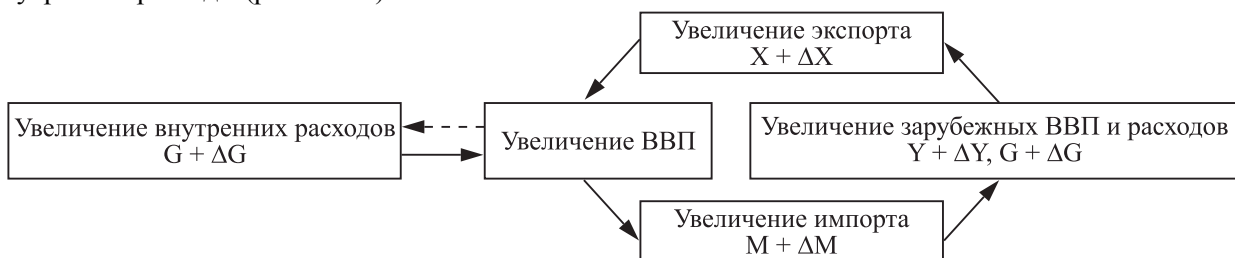 Увеличение экспорта
X + ΔX
Увеличение внутренних расходов
G + ΔG
Увеличение ВВП
Увеличение зарубежных ВВП и расходов
Y + ΔY, G + ΔG
Увеличение импорта
M + ΔM